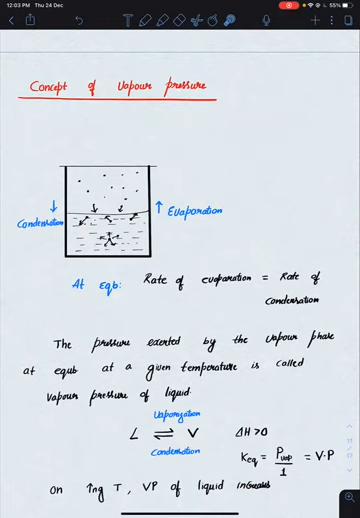 12:03 PM Thu 24 Dec
55%
Concept of Vapour pressure
Condensation
Evaporation
At Eqb: Rate of evaporation = Rate of
condensation
The pressure exerted by the vapour phase
at equb at a given temperature is called
vapour pressure of liquid.
Vaporization
L ⇌ V ΔH>0
Condensation
Keq = Pvap/1 = V.P
On ↑ing T, VP of liquid increases